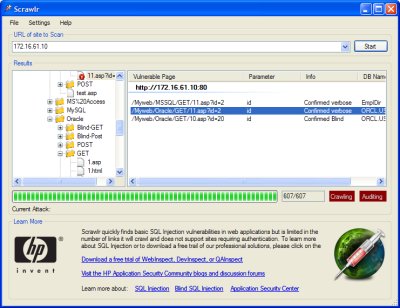 Scrawlr
File Settings Help
URL of site to Scan
172.16.61.10
Start
Results
11.asp?id=
POST
test.asp
MS%20Access
MySQL
Oracle
Blind-GET
Blind-Post
POST
GET
1.asp
1.html
Vulnerable Page Parameter Info DB Name
http://172.16.61.10:80
/Myweb/MSSQL/GET/11.asp?id=2 id Confirmed verbose EmplDir
/Myweb/Oracle/GET/11.asp?id=2 id Confirmed verbose ORCL.US
/Myweb/Oracle/GET/10.asp?id=20 id Confirmed Blind ORCL.US
607/607 Crawling Auditing
Current Attack:
Learn More
hp
invent
Scrawlr quickly finds basic SQL Injection vulnerabilities in web applications but is limited in the
number of links it will crawl and does not support sites requiring authentication. To learn more
about SQL Injection or to download a free trial of our professional solutions, please click on the
Download a free trial of WebInspect, DevInspect, or QAInspect
Visit the HP Application Security Community blogs and discussion forums
Learn more about: SQL Injection Blind SQL Injection Application Security Center